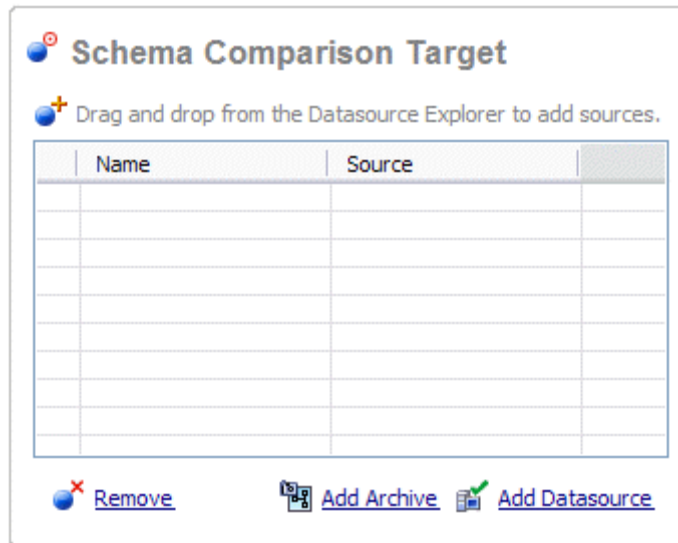 Schema Comparison Target
Drag and drop from the Datasource Explorer to add sources.
Name Source
Remove Add Archive Add Datasource